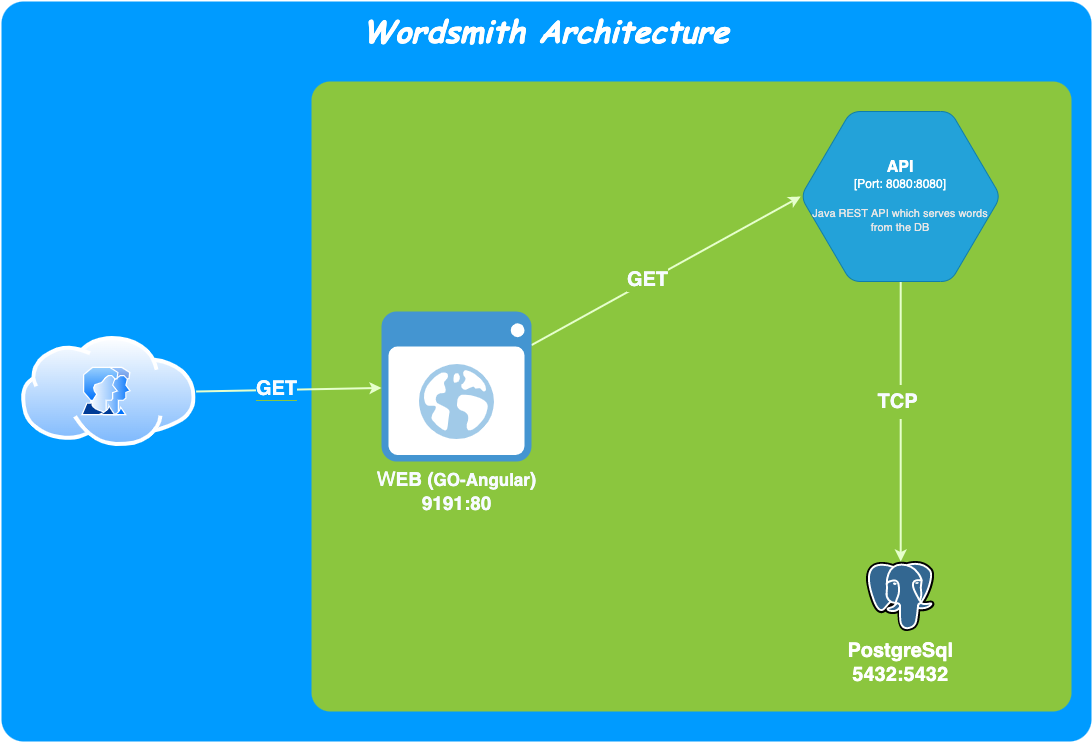 Wordsmith Architecture
API
[Port: 8080:8080]
Java REST API which serves words
from the DB
GET
GET
TCP
WEB (GO-Angular)
9191:80
PostgreSql
5432:5432